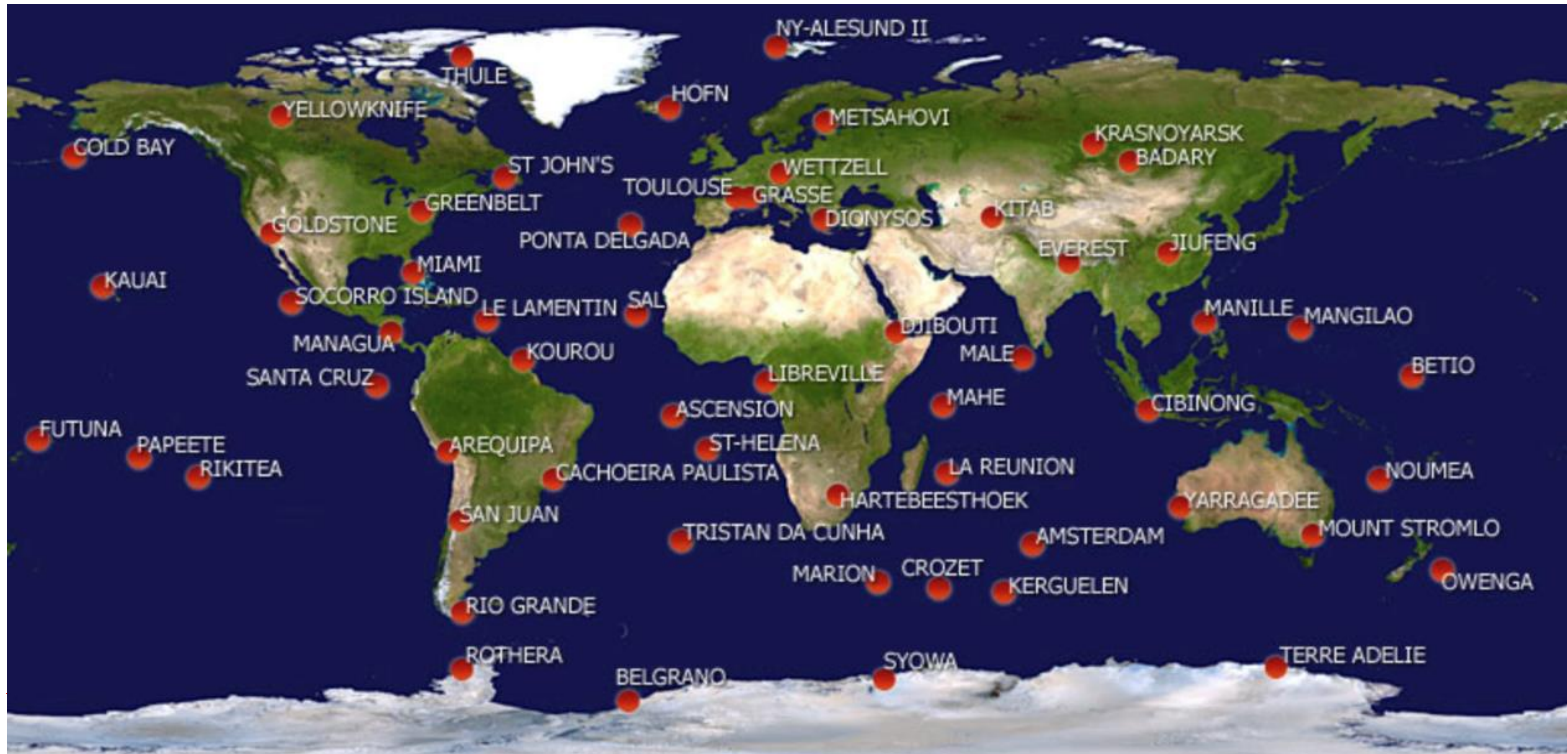 NY-ALESUND II
THULE
HOFN
YELLOWKNIFE
METSAHOVI
KRASNOYARSK
COLD BAY
BADARY
ST JOHN'S
WETTZELL
TOULOUSE
GRASSE
GREENBELT
KITAB
GOLDSTONE
DIONYSOS
PONTA DELGADA
JIUFENG
EVEREST
MIAMI
KAUAI
SOCORRO ISLAND
LE LAMENTIN
SAL
MANILLE
MANGILAO
DJIBOUTI
MANAGUA
KOUROU
MALE
BETIO
SANTA CRUZ
LIBREVILLE
MAHE
CIBINONG
ASCENSION
FUTUNA
PAPEETE
AREQUIPA
ST-HELENA
RIKITEA
CACHOEIRA PAULISTA
LA REUNION
NOUMEA
HARTEBEESTHOEK
YARRAGADEE
SAN JUAN
MOUNT STROMLO
TRISTAN DA CUNHA
AMSTERDAM
MARION
CROZET
KERGUELEN
OWENGA
RIO GRANDE
ROTHERA
SYOWA
TERRE ADELIE
BELGRANO